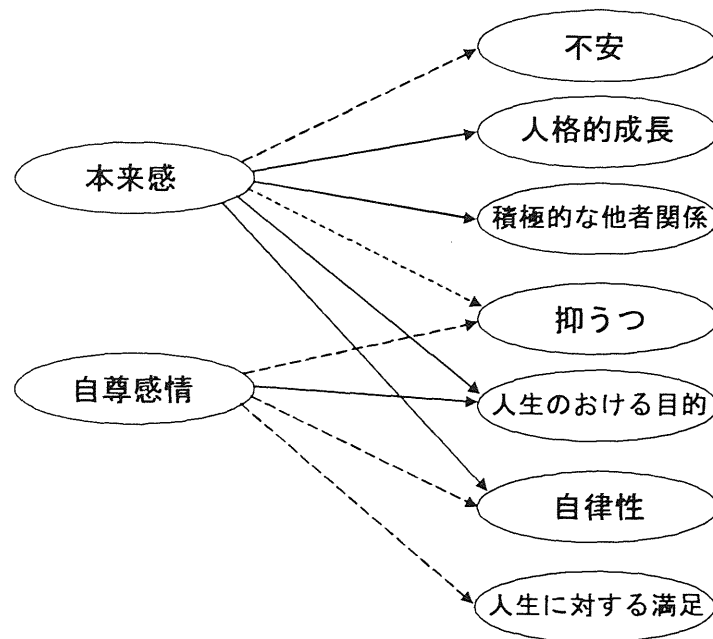 不安
人格的成長
本来感
積極的な他者関係
抑うつ
自尊感情
人生のおける目的
自律性
人生に対する満足